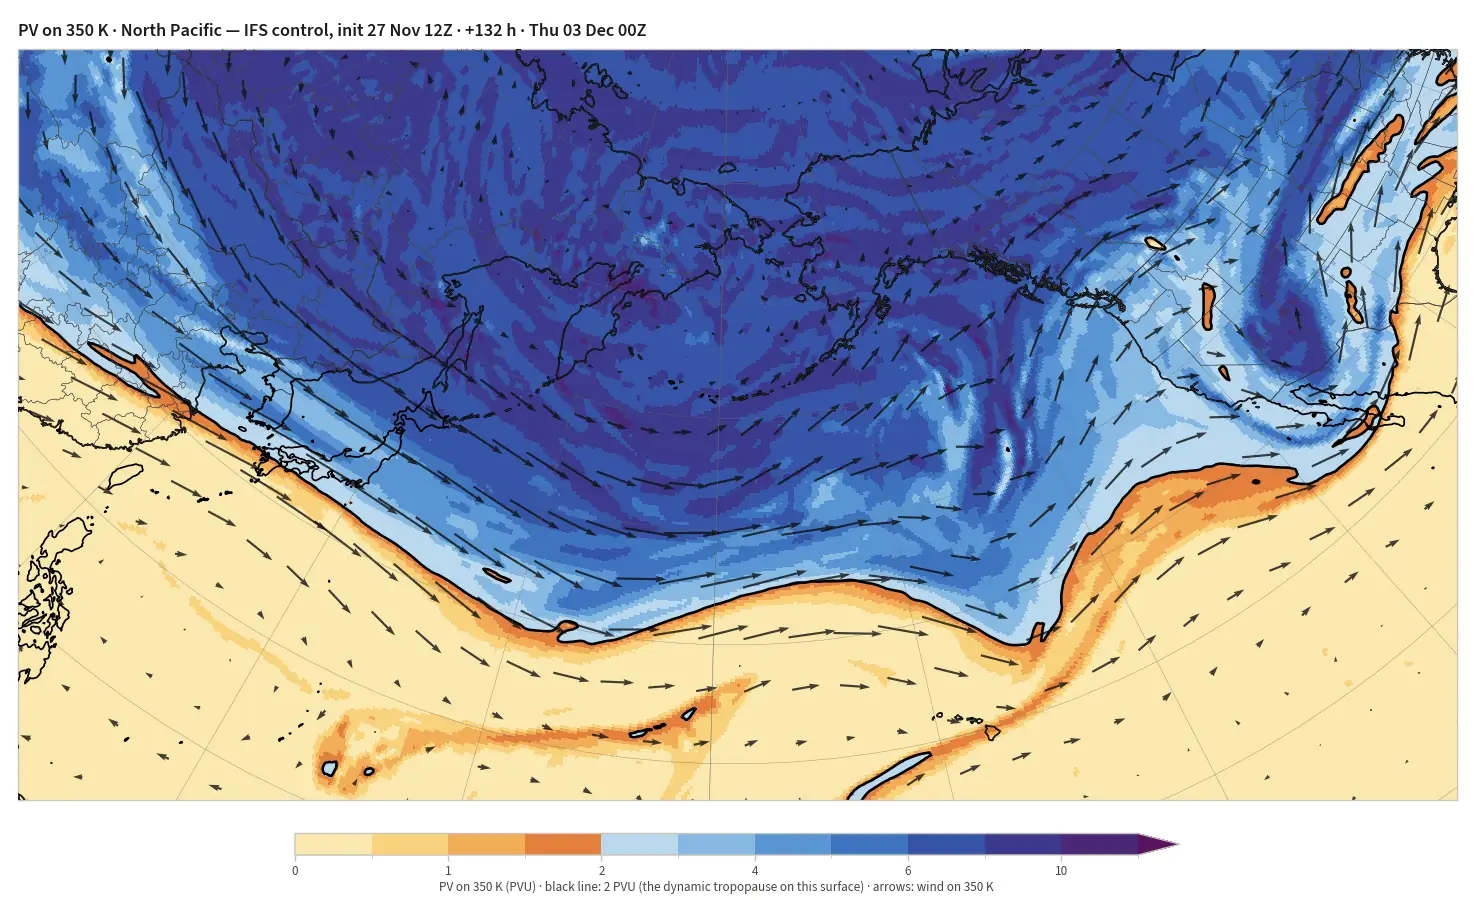 PV on 350 K · North Pacific — IFS control, init 27 Nov 12Z · +132 h · Thu 03 Dec 00Z
0 1 2 4 6 10
PV on 350 K (PVU) · black line: 2 PVU (the dynamic tropopause on this surface) · arrows: wind on 350 K